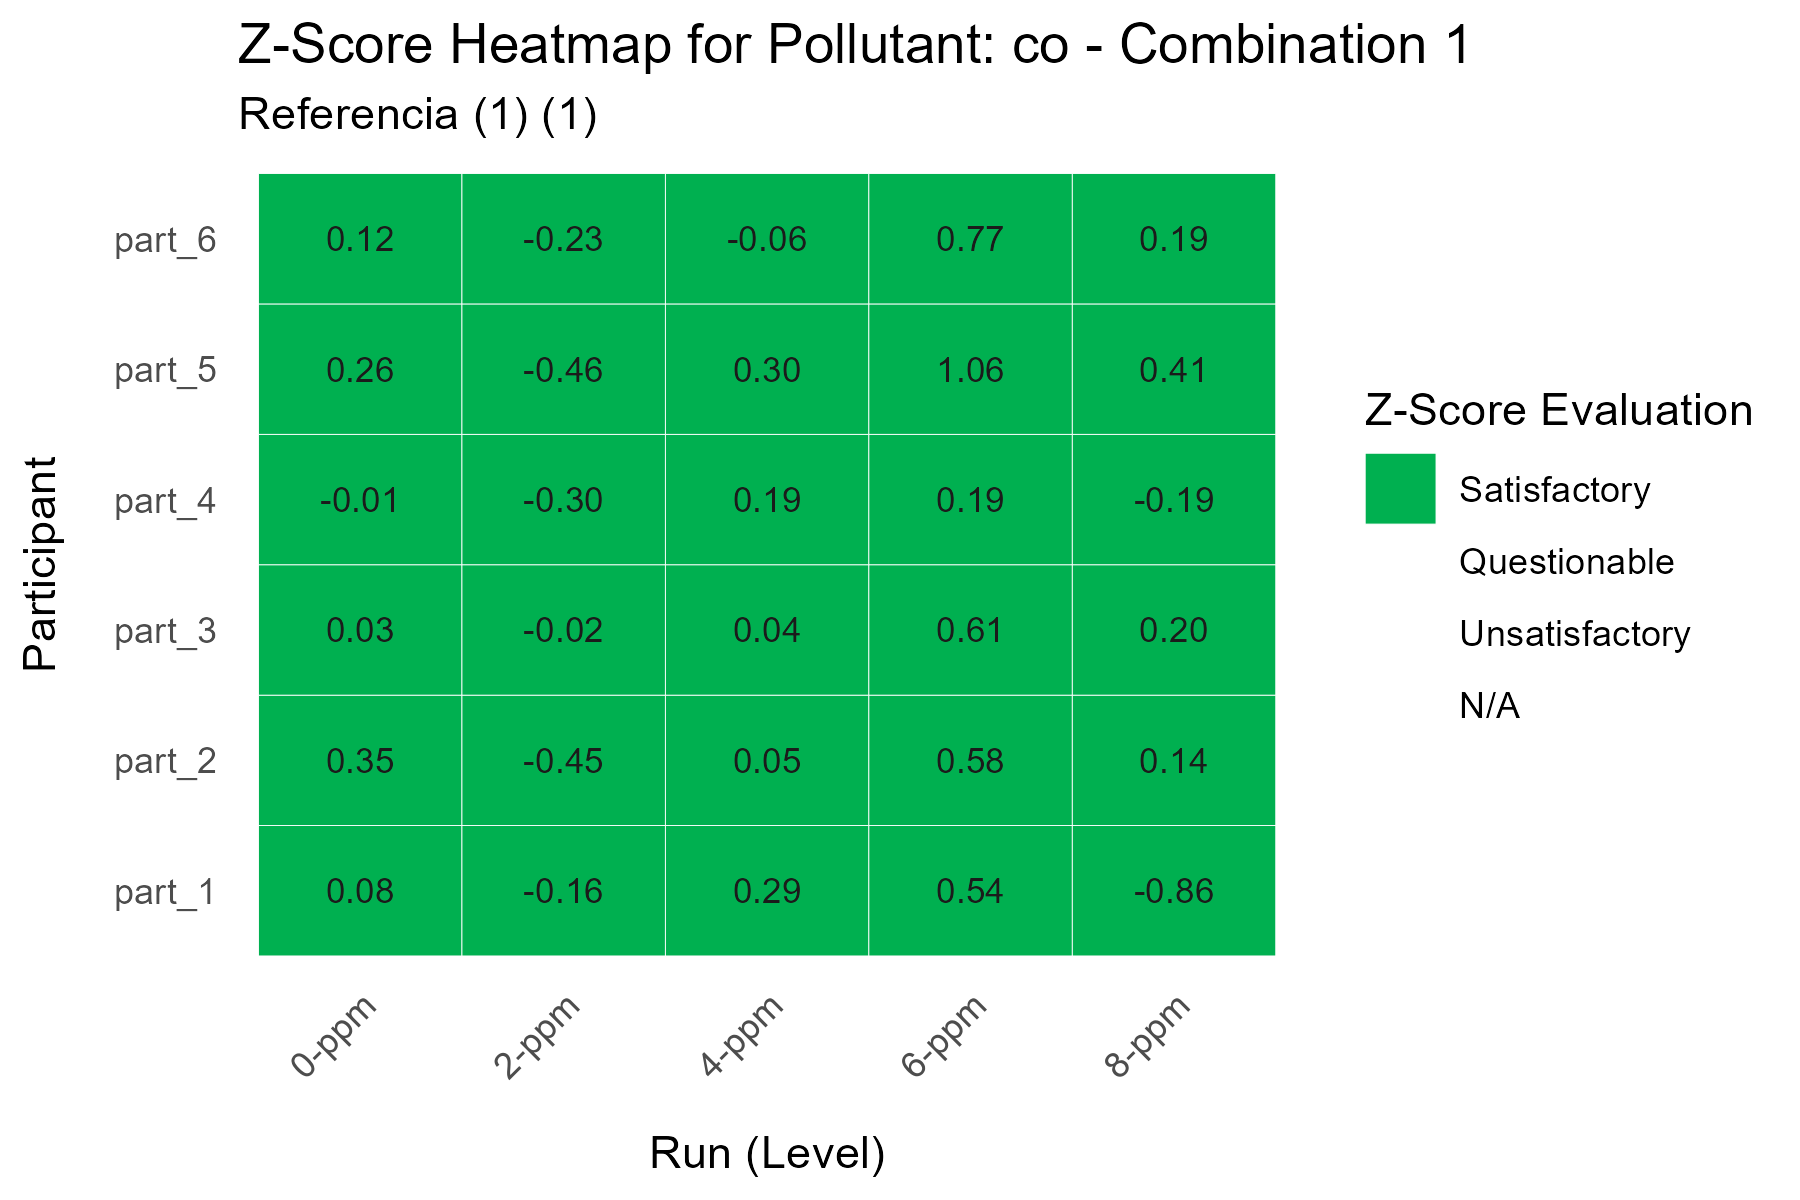 Z-Score Heatmap for Pollutant: co - Combination 1
Referencia (1) (1)
part_6 0.12 -0.23 -0.06 0.77 0.19
part_5 0.26 -0.46 0.30 1.06 0.41
part_4 -0.01 -0.30 0.19 0.19 -0.19
part_3 0.03 -0.02 0.04 0.61 0.20
part_2 0.35 -0.45 0.05 0.58 0.14
part_1 0.08 -0.16 0.29 0.54 -0.86
0-ppm 2-ppm 4-ppm 6-ppm 8-ppm
Run (Level)
Participant
Z-Score Evaluation
Satisfactory
Questionable
Unsatisfactory
N/A